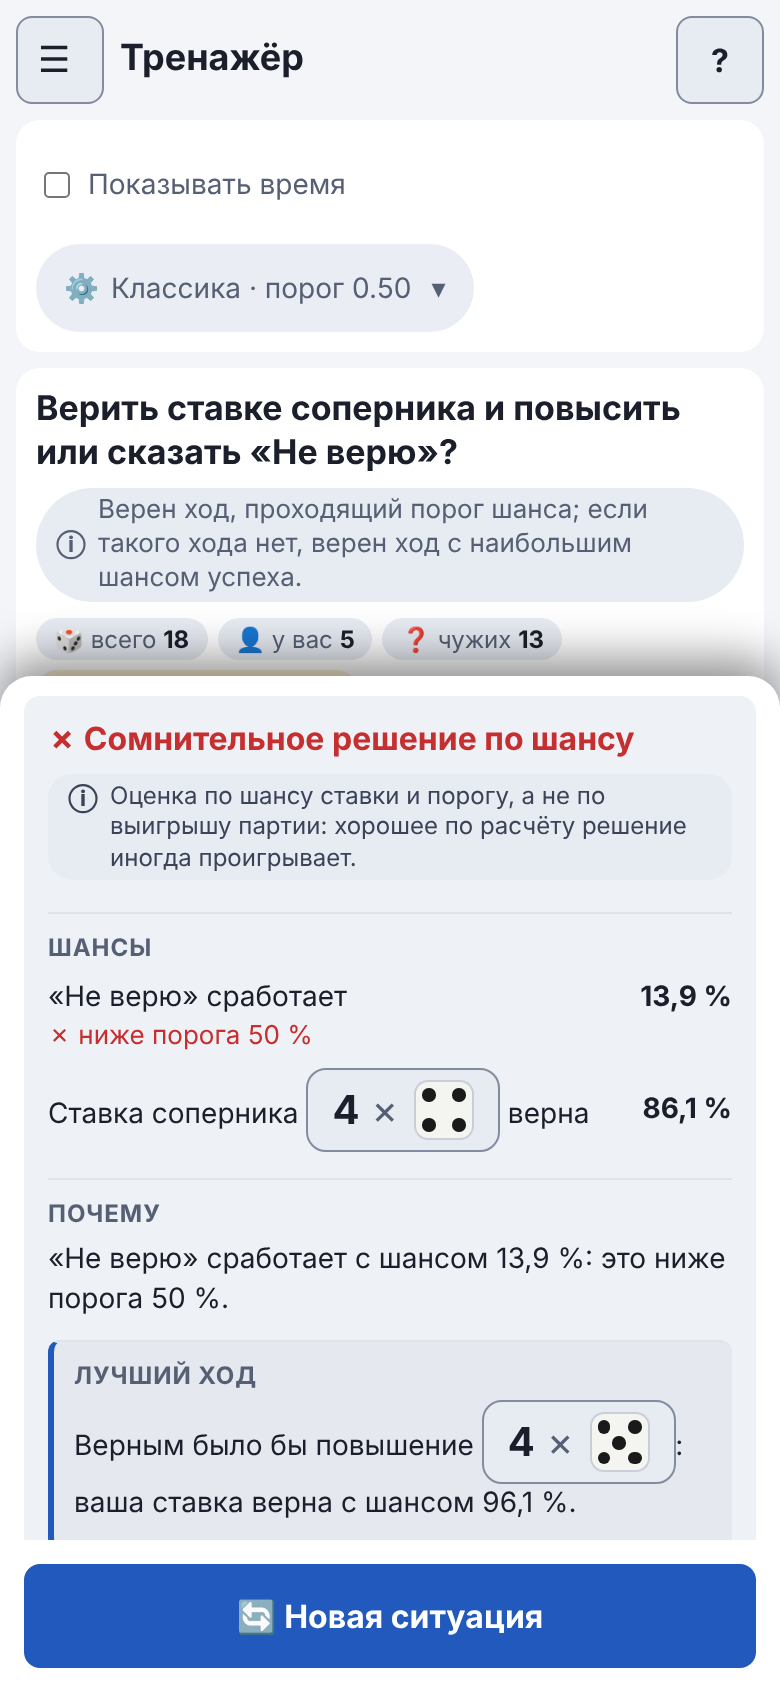 ☰ Тренажёр ?
Показывать время
⚙️ Классика · порог 0.50 ▾
Верить ставке соперника и повысить
или сказать «Не верю»?
Верен ход, проходящий порог шанса; если
ⓘ такого хода нет, верен ход с наибольшим
шансом успеха.
🎲 всего 18 👤 у вас 5 ❓ чужих 13
× Сомнительное решение по шансу
ⓘ Оценка по шансу ставки и порогу, а не по
выигрышу партии: хорошее по расчёту решение
иногда проигрывает.
ШАНСЫ
«Не верю» сработает 13,9 %
× ниже порога 50 %
Ставка соперника 4 × верна 86,1 %
ПОЧЕМУ
«Не верю» сработает с шансом 13,9 %: это ниже
порога 50 %.
ЛУЧШИЙ ХОД
Верным было бы повышение 4 × :
ваша ставка верна с шансом 96,1 %.
🔄 Новая ситуация